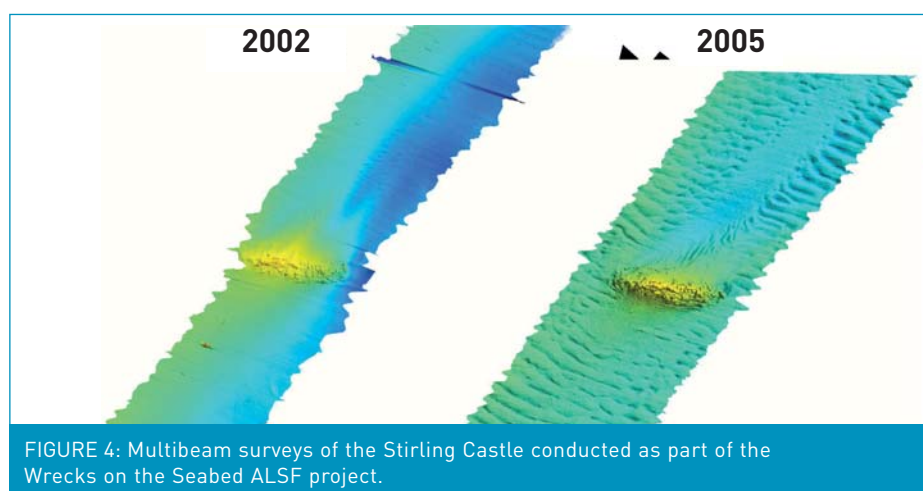 2002 2005
FIGURE 4: Multibeam surveys of the Stirling Castle conducted as part of the
Wrecks on the Seabed ALSF project.